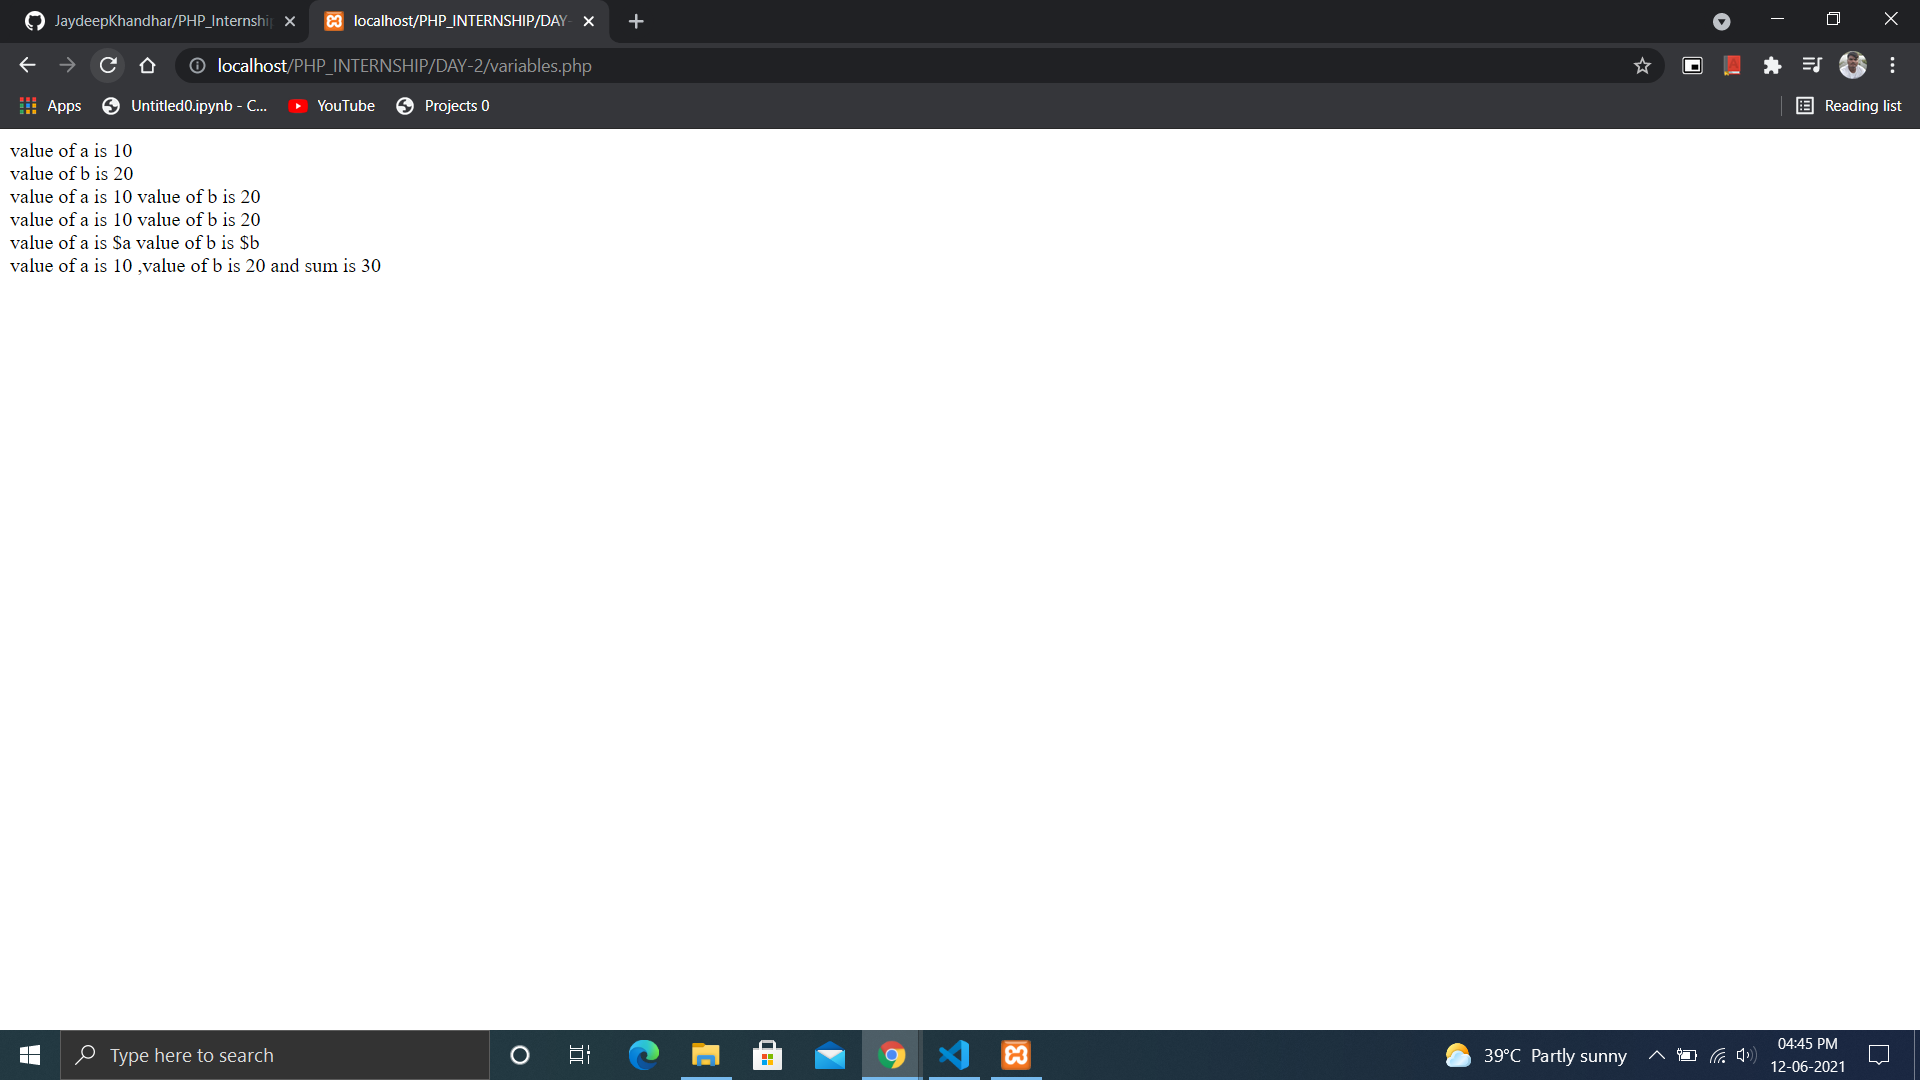 JaydeepKhandhar/PHP_Internship
localhost/PHP_INTERNSHIP/DAY-
localhost/PHP_INTERNSHIP/DAY-2/variables.php
Apps
Untitled0.ipynb - C...
YouTube
Projects 0
Reading list
value of a is 10
value of b is 20
value of a is 10 value of b is 20
value of a is 10 value of b is 20
value of a is $a value of b is $b
value of a is 10 ,value of b is 20 and sum is 30
Type here to search
39°C Partly sunny
04:45 PM
12-06-2021